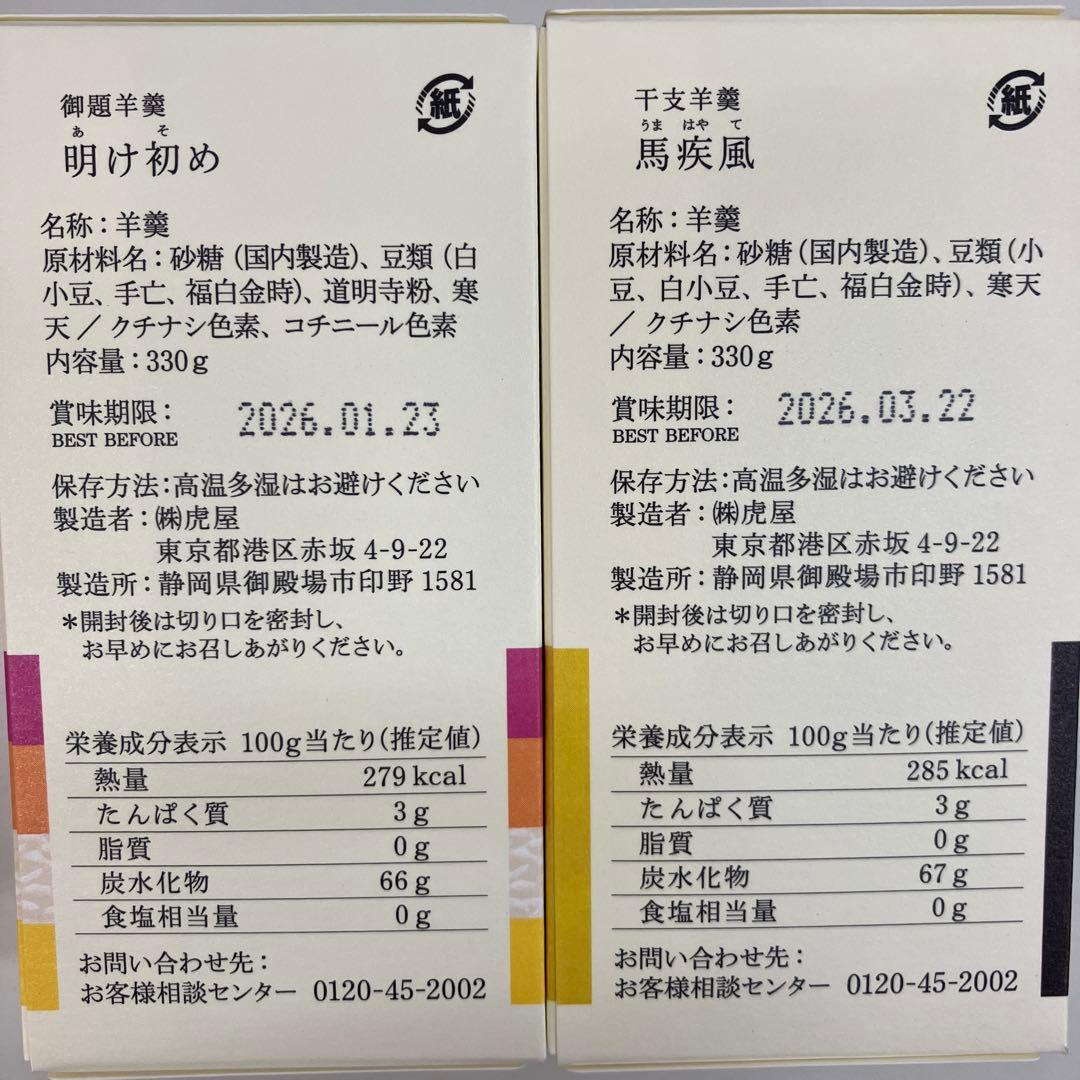 御題羊羹
あ そ
明け初め
紙
名称：羊羹
原材料名：砂糖（国内製造）、豆類（白
小豆、手亡、福白金時）、道明寺粉、寒
天／クチナシ色素、コチニール色素
内容量：330g
賞味期限：
BEST BEFORE
2026.01.23
保存方法：高温多湿はお避けください
製造者：㈱虎屋
東京都港区赤坂 4-9-22
製造所：静岡県御殿場市印野 1581
＊開封後は切り口を密封し、
お早めにお召しあがりください。
栄養成分表示 100g当たり（推定値）
熱量 279 kcal
たんぱく質 3 g
脂質 0 g
炭水化物 66 g
食塩相当量 0 g
お問い合わせ先：
お客様相談センター 0120-45-2002
干支羊羹
うま はや て
馬疾風
紙
名称：羊羹
原材料名：砂糖（国内製造）、豆類（小
豆、白小豆、手亡、福白金時）、寒天
／クチナシ色素
内容量：330g
賞味期限：
BEST BEFORE
2026.03.22
保存方法：高温多湿はお避けください
製造者：㈱虎屋
東京都港区赤坂 4-9-22
製造所：静岡県御殿場市印野 1581
＊開封後は切り口を密封し、
お早めにお召しあがりください。
栄養成分表示 100g当たり（推定値）
熱量 285 kcal
たんぱく質 3 g
脂質 0 g
炭水化物 67 g
食塩相当量 0 g
お問い合わせ先：
お客様相談センター 0120-45-2002